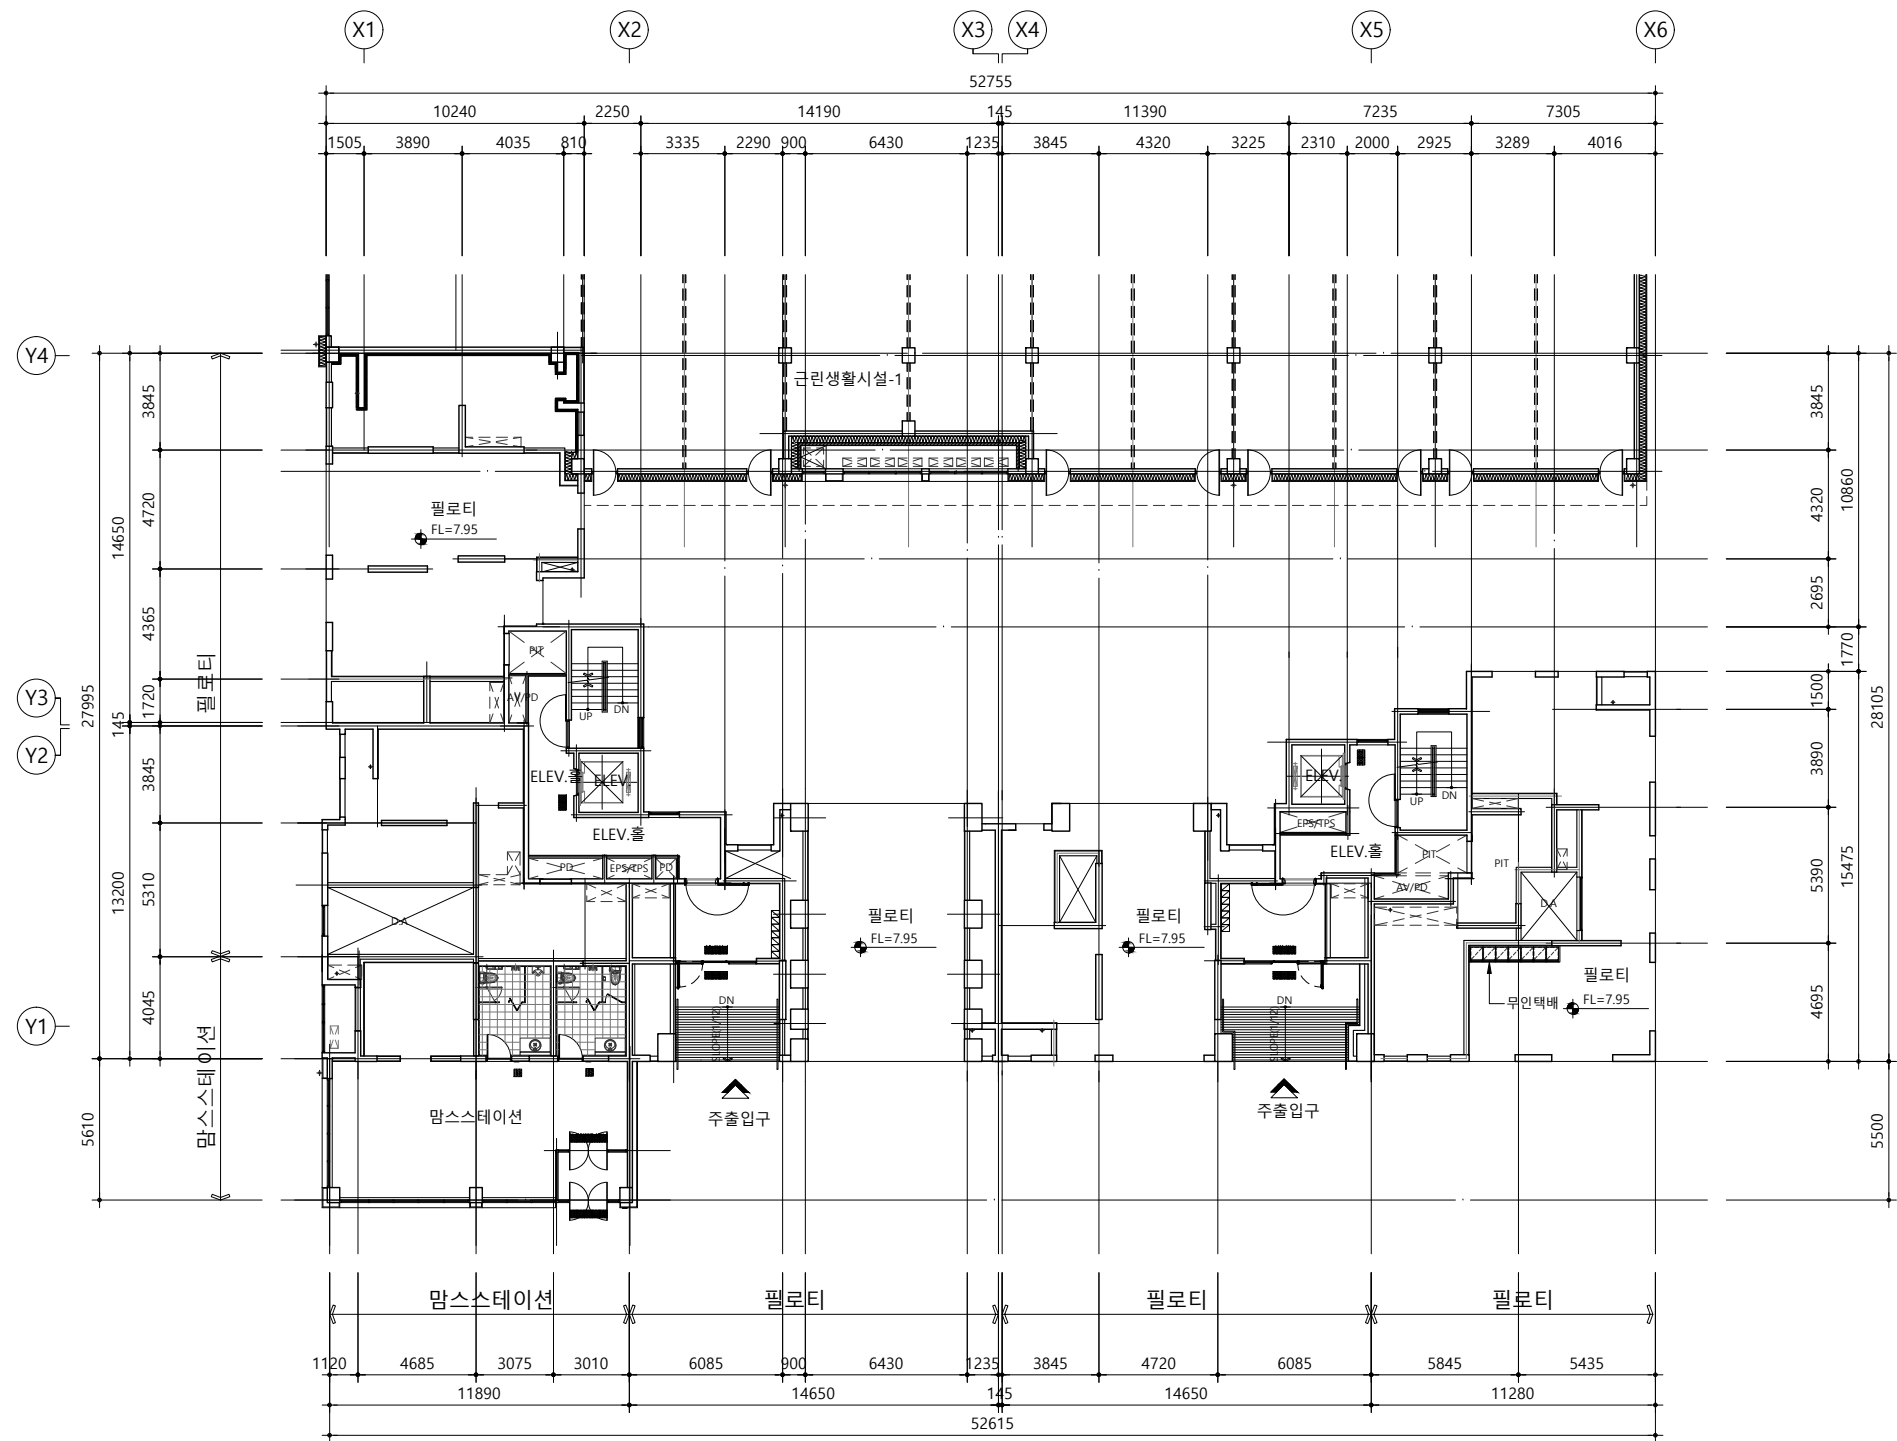 X1 X2 X3 X4 X5 X6
52755
10240 2250 14190 145 11390 7235 7305
1505 3890 4035 810 3335 2290 900 6430 1235 3845 4320 3225 2310 2000 2925 3289 4016
Y4
Y3
Y2
Y1
27995
5610
14650
13200
3845
4720
4365
1720
145
3845
5310
4045
필로티
맘스스테이션
근린생활시설-1
필로티
FL=7.95
PIT
AV/PD
UP
DN
ELEV.홀
ELEV.
ELEV.홀
PD
EPS/TPS
PD
D.A
필로티
FL=7.95
DN
SLOPE(1/12)
맘스스테이션
주출입구
필로티
FL=7.95
ELEV.
EPS/TPS
ELEV.홀
UP
DN
PIT
AV/PD
PIT
D.A
DN
SLOPE(1/12)
주출입구
무인택배
필로티
FL=7.95
3845
4320
2695
1500
3890
5390
4695
10860
1770
15475
28105
5500
맘스스테이션 필로티 필로티 필로티
1120 4685 3075 3010 6085 900 6430 1235 3845 4720 6085 5845 5435
11890 14650 145 14650 11280
52615